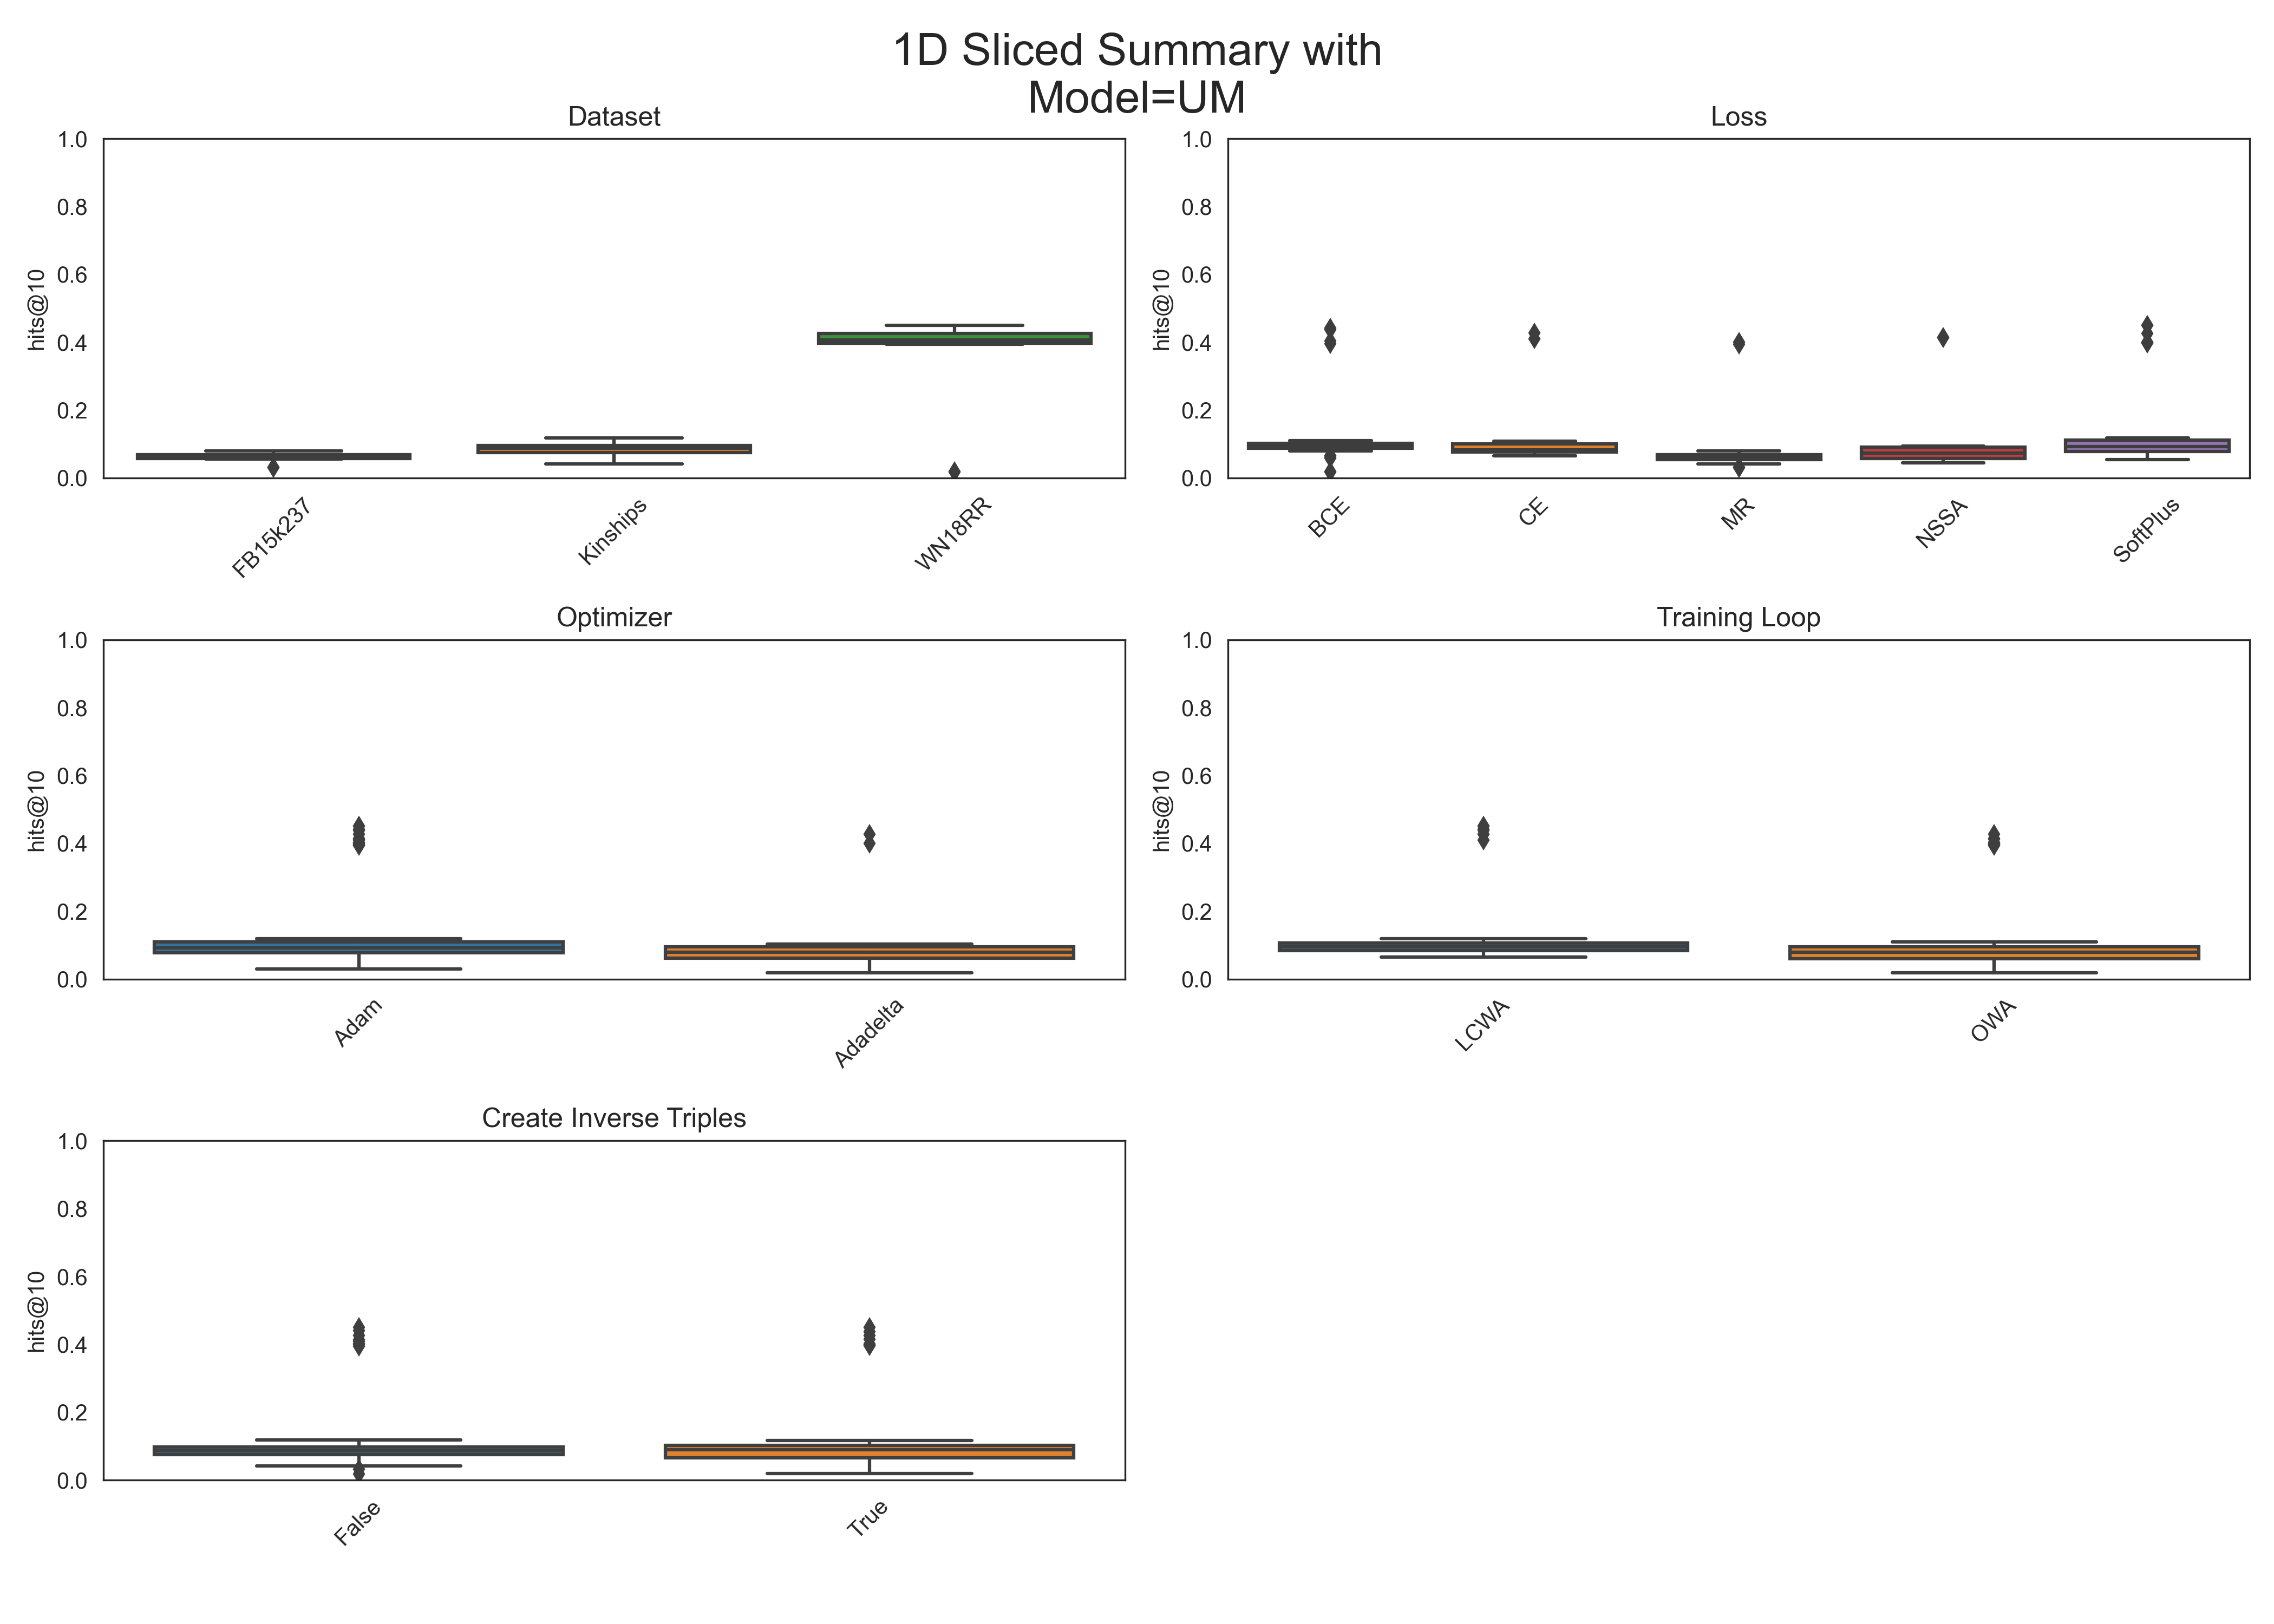 1D Sliced Summary with
Model=UM
Dataset
1.0
0.8
0.6
0.4
0.2
0.0
hits@10
FB15k237
Kinships
WN18RR
Loss
1.0
0.8
0.6
0.4
0.2
0.0
hits@10
BCE
CE
MR
NSSA
SoftPlus
Optimizer
1.0
0.8
0.6
0.4
0.2
0.0
hits@10
Adam
Adadelta
Training Loop
1.0
0.8
0.6
0.4
0.2
0.0
hits@10
LCWA
OWA
Create Inverse Triples
1.0
0.8
0.6
0.4
0.2
0.0
hits@10
False
True